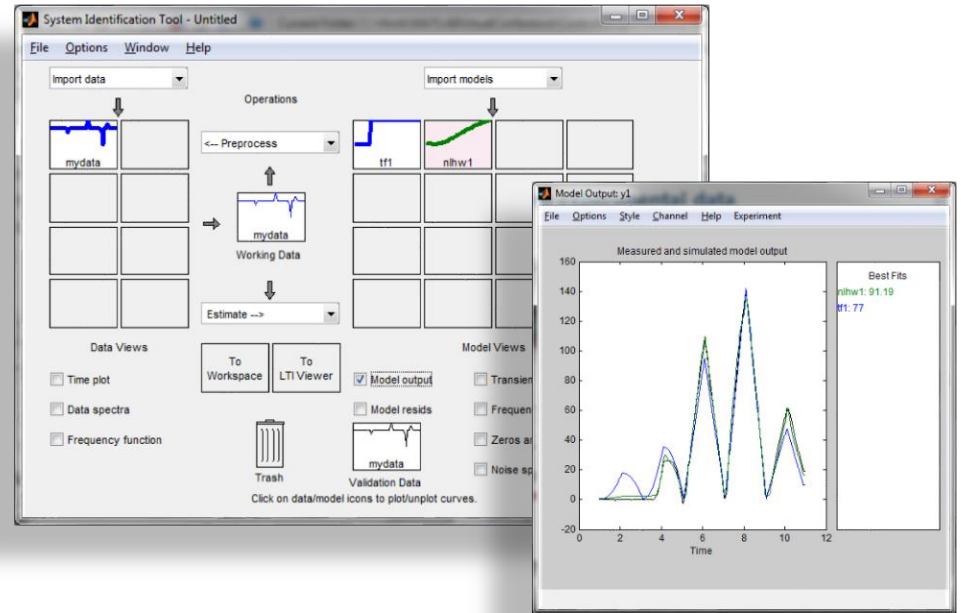 System Identification Tool - Untitled
File Options Window Help
Import data
Import models
Operations
mydata
<-- Preprocess
tf1
nlhw1
mydata
Working Data
Estimate -->
Data Views
To Workspace
To LTI Viewer
Model Views
Time plot
Model output
Data spectra
Model resids
Frequency function
Trash
mydata
Validation Data
Click on data/model icons to plot/unplot curves.
Model Output: y1
File Options Style Channel Help Experiment
Measured and simulated model output
160
140
120
100
80
60
40
20
0
-20
0 2 4 6 8 10 12
Time
Best Fits
nlhw1: 91.19
tf1: 77